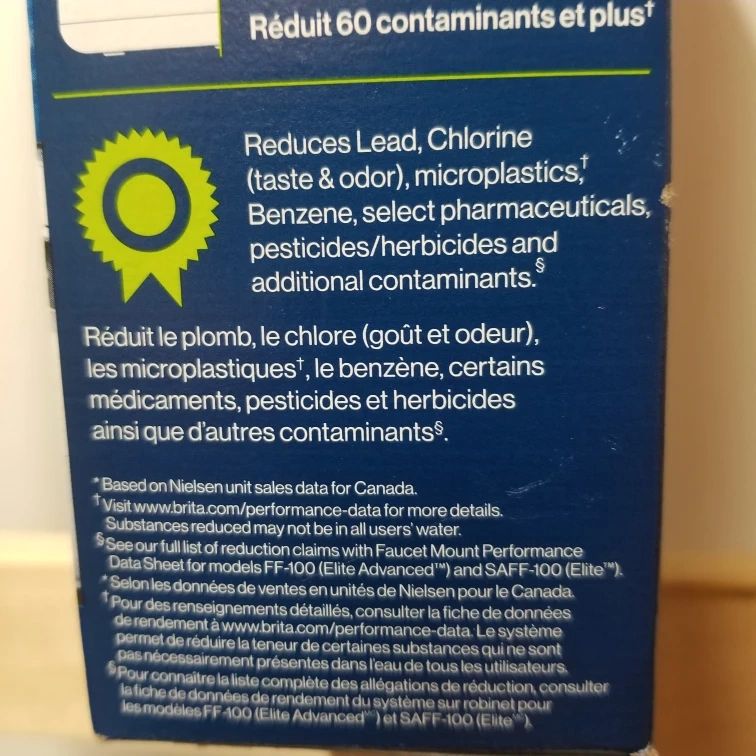 Réduit 60 contaminants et plus†
Reduces Lead, Chlorine
(taste & odor), microplastics,†
Benzene, select pharmaceuticals,
pesticides/herbicides and
additional contaminants.§
Réduit le plomb, le chlore (goût et odeur),
les microplastiques†, le benzène, certains
médicaments, pesticides et herbicides
ainsi que d'autres contaminants§.
*Based on Nielsen unit sales data for Canada.
†Visit www.brita.com/performance-data for more details.
Substances reduced may not be in all users' water.
§See our full list of reduction claims with Faucet Mount Performance
Data Sheet for models FF-100 (Elite Advanced™) and SAFF-100 (Elite™).
*Selon les données de ventes en unités de Nielsen pour le Canada.
†Pour des renseignements détaillés, consulter la fiche de données
de rendement à www.brita.com/performance-data. Le système
permet de réduire la teneur de certaines substances qui ne sont
pas nécessairement présentes dans l'eau de tous les utilisateurs.
§Pour connaître la liste complète des allégations de réduction, consulter
la fiche de données de rendement du système sur robinet pour
les modèles FF-100 (Elite Advanced) et SAFF-100 (Elite).